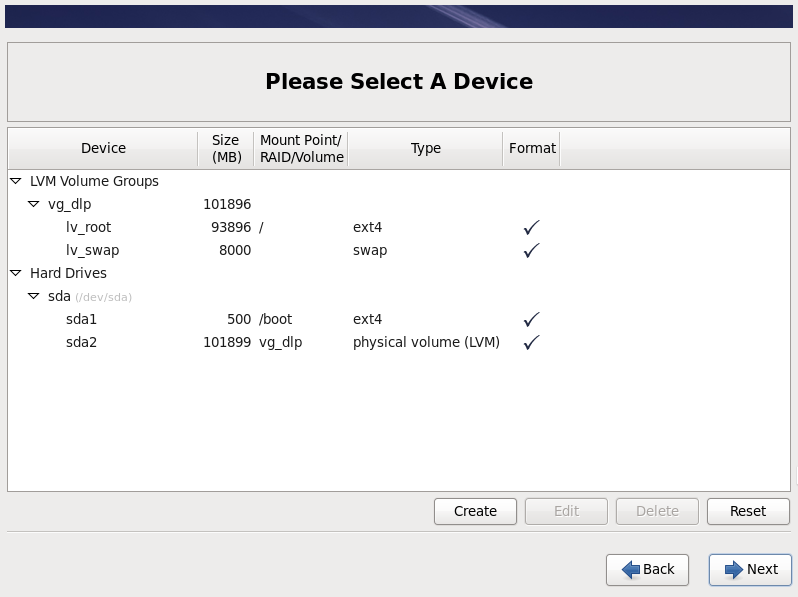 Please Select A Device
Device Size (MB) Mount Point/ RAID/Volume Type Format
LVM Volume Groups
vg_dlp 101896
lv_root 93896 / ext4
lv_swap 8000 swap
Hard Drives
sda (/dev/sda)
sda1 500 /boot ext4
sda2 101899 vg_dlp physical volume (LVM)
Create Edit Delete Reset
Back Next